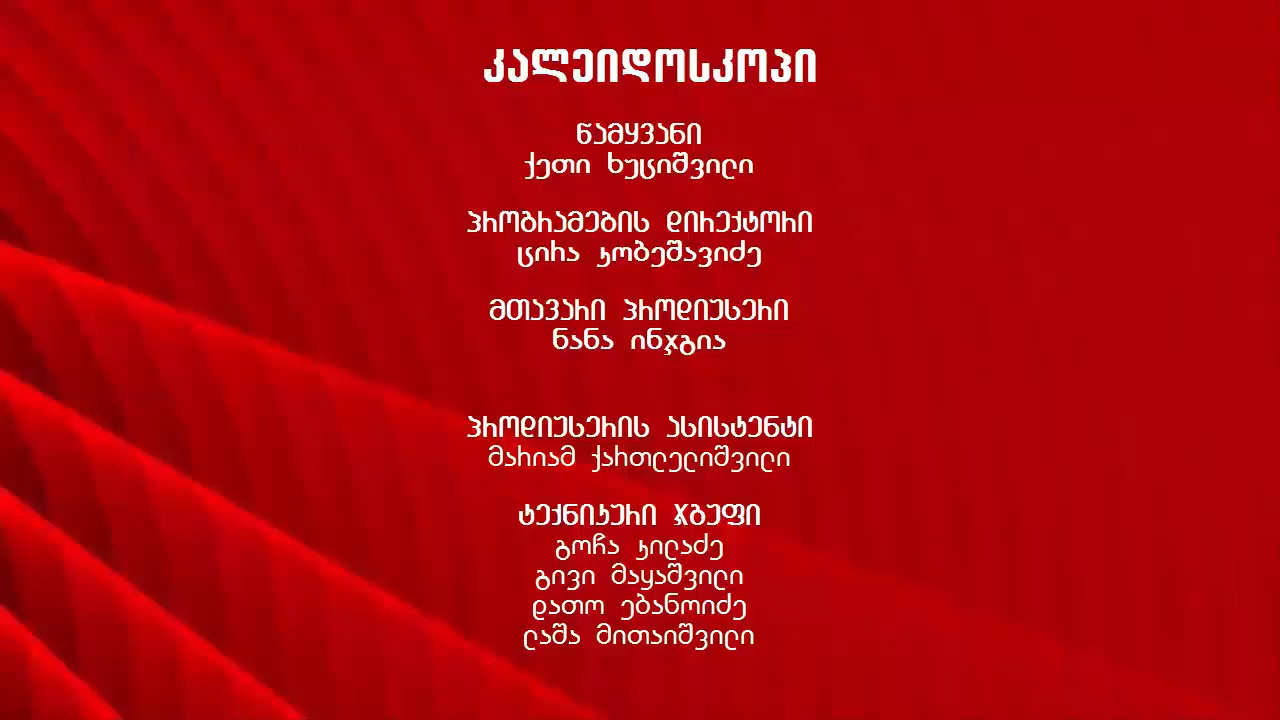 კალეიდოსკოპი
წამყვანი
ქეთი ხუციშვილი
პროგრამების დირექტორი
ცირა კობეშავიძე
მთავარი პროდიუსერი
ნანა ინჯგია
პროდიუსერის ასისტენტი
მარიამ ქართლელიშვილი
ტექნიკური ჯგუფი
გოჩა კილაძე
გივი მაყაშვილი
დათო ებანოიძე
ლაშა მითაიშვილი